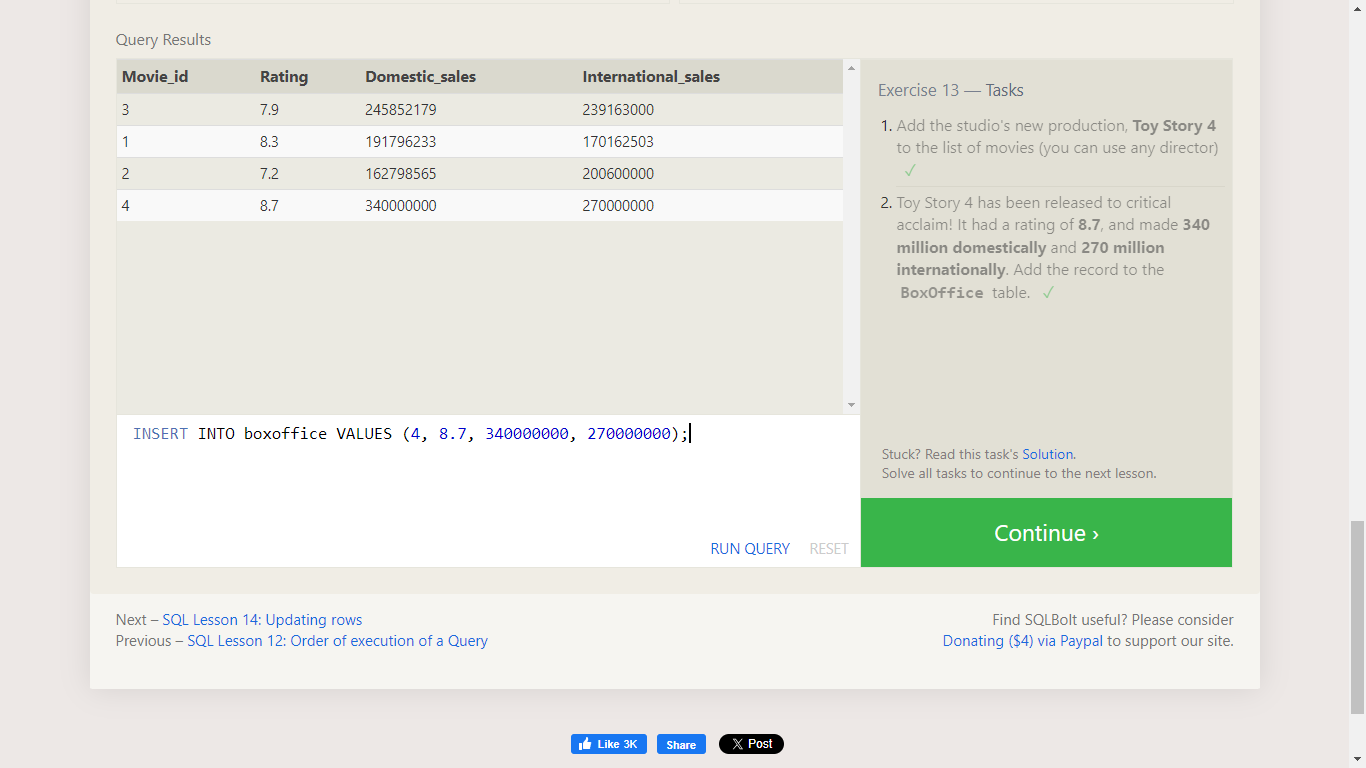 Query Results
Movie_id Rating Domestic_sales International_sales
3 7.9 245852179 239163000
1 8.3 191796233 170162503
2 7.2 162798565 200600000
4 8.7 340000000 270000000
INSERT INTO boxoffice VALUES (4, 8.7, 340000000, 270000000);
RUN QUERY RESET
Exercise 13 — Tasks
1. Add the studio's new production, Toy Story 4
to the list of movies (you can use any director)
✓
2. Toy Story 4 has been released to critical
acclaim! It had a rating of 8.7, and made 340
million domestically and 270 million
internationally. Add the record to the
BoxOffice table. ✓
Stuck? Read this task's Solution.
Solve all tasks to continue to the next lesson.
Continue ›
Next – SQL Lesson 14: Updating rows
Previous – SQL Lesson 12: Order of execution of a Query
Find SQLBolt useful? Please consider
Donating ($4) via Paypal to support our site.
Like 3K Share X Post